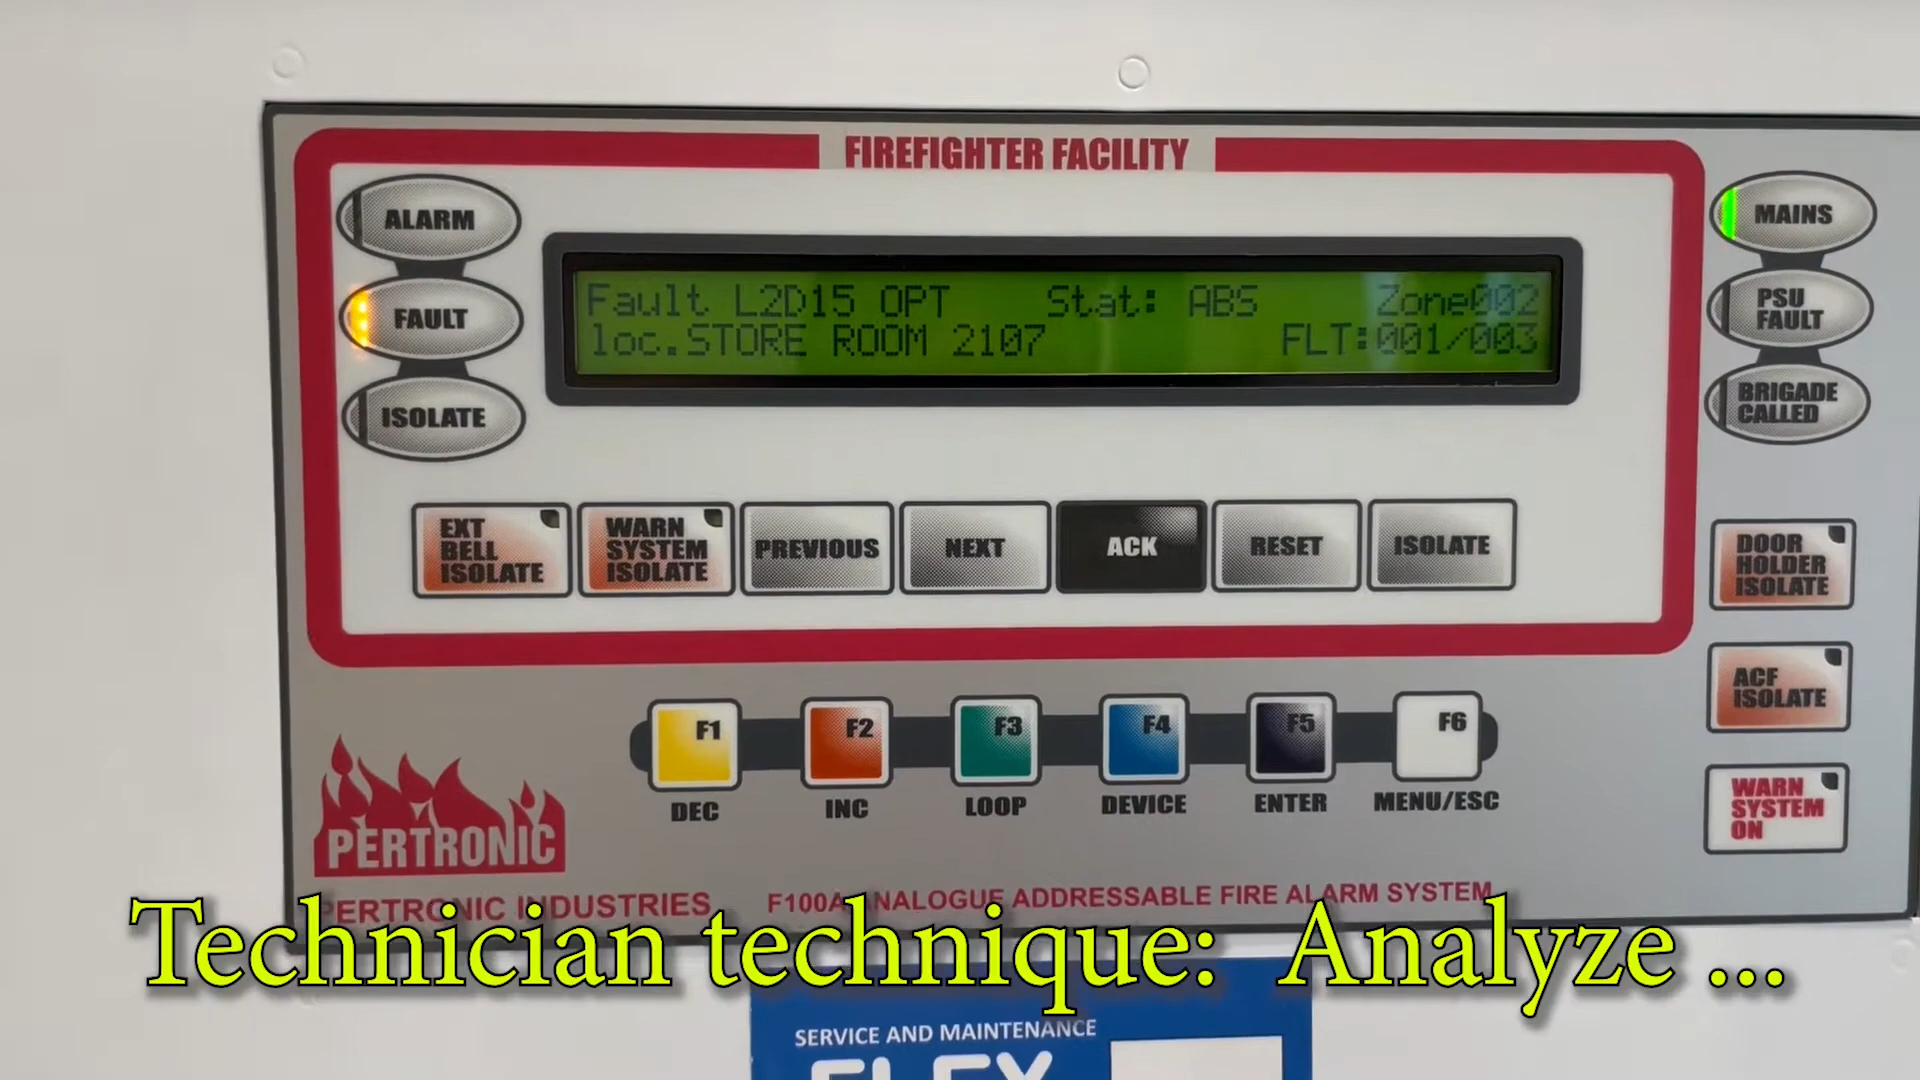 FIREFIGHTER FACILITY
ALARM
FAULT
ISOLATE
Fault L2D15 OPT Stat: ABS Zone002
loc.STORE ROOM 2107 FLT:001/003
MAINS
PSU
FAULT
BRIGADE
CALLED
EXT
BELL
ISOLATE
WARN
SYSTEM
ISOLATE
PREVIOUS
NEXT
ACK
RESET
ISOLATE
DOOR
HOLDER
ISOLATE
ACF
ISOLATE
WARN
SYSTEM
ON
F1
F2
F3
F4
F5
F6
DEC
INC
LOOP
DEVICE
ENTER
MENU/ESC
PERTRONIC
PERTRONIC INDUSTRIES F100A ANALOGUE ADDRESSABLE FIRE ALARM SYSTEM
Technician technique: Analyze ...
SERVICE AND MAINTENANCE